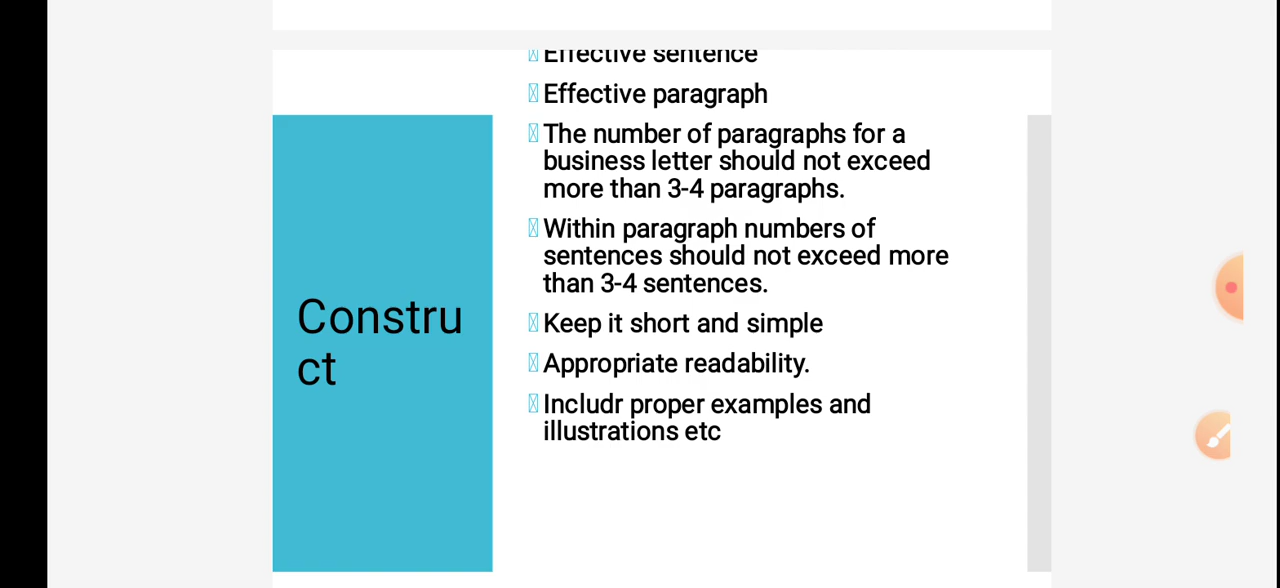 Constru
ct
Effective sentence
Effective paragraph
The number of paragraphs for a
business letter should not exceed
more than 3-4 paragraphs.
Within paragraph numbers of
sentences should not exceed more
than 3-4 sentences.
Keep it short and simple
Appropriate readability.
Includr proper examples and
illustrations etc